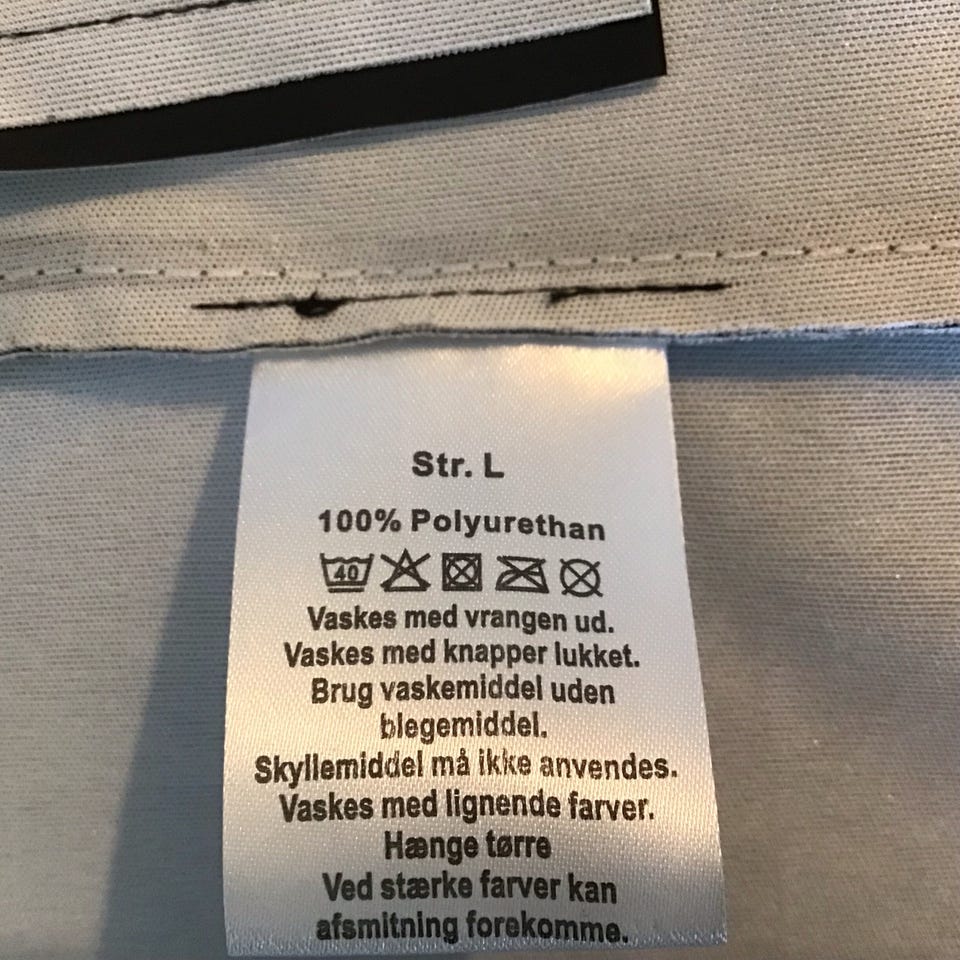 Str. L
100% Polyurethan
40
Vaskes med vrangen ud.
Vaskes med knapper lukket.
Brug vaskemiddel uden
blegemiddel.
Skyllemiddel må ikke anvendes.
Vaskes med lignende farver.
Hænge tørre
Ved stærke farver kan
afsmitning forekomme.